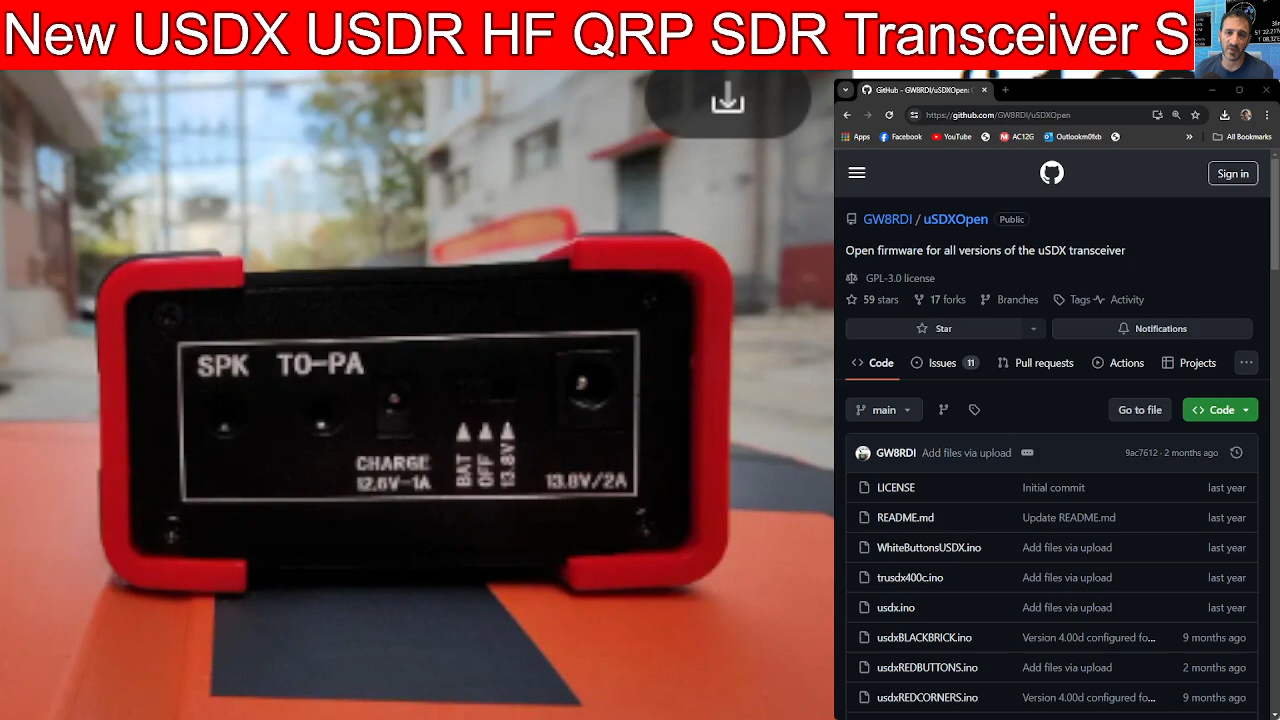 New USDX USDR HF QRP SDR Transceiver S
SPK TO-PA
CHARGE
12.6V-1A
BAT
OFF
13.8V
13.8V/2A
GitHub - GW8RDI/uSDXOpen:
https://github.com/GW8RDI/uSDXOpen
Apps Facebook YouTube AC12G Outlookm0fxb » All Bookmarks
Sign in
GW8RDI / uSDXOpen Public
Open firmware for all versions of the uSDX transceiver
GPL-3.0 license
59 stars 17 forks Branches Tags Activity
Star Notifications
Code Issues 11 Pull requests Actions Projects
main Go to file Code
GW8RDI Add files via upload 9ac7612 · 2 months ago
LICENSE Initial commit last year
README.md Update README.md last year
WhiteButtonsUSDX.ino Add files via upload last year
trusdx400c.ino Add files via upload last year
usdx.ino Add files via upload last year
usdxBLACKBRICK.ino Version 4.00d configured fo... 9 months ago
usdxREDBUTTONS.ino Add files via upload 2 months ago
usdxREDCORNERS.ino Version 4.00d configured fo... 9 months ago